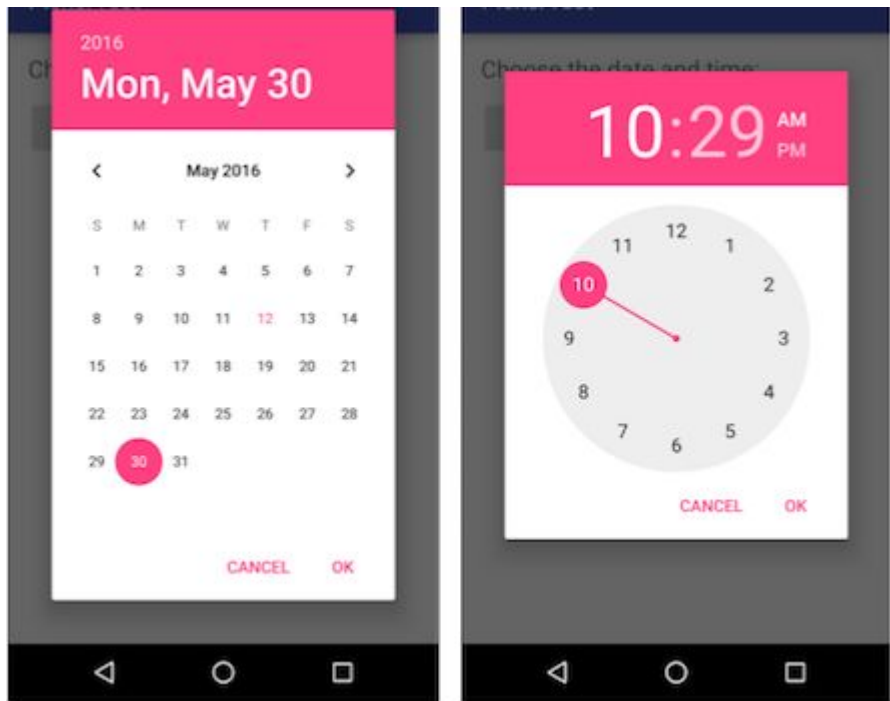 2016
Mon, May 30
May 2016
S M T W T F S
1 2 3 4 5 6 7
8 9 10 11 12 13 14
15 16 17 18 19 20 21
22 23 24 25 26 27 28
29 30 31
CANCEL OK
Choose the date and time:
10:29 AM
PM
12
11 1
10 2
9 3
8 4
7 5
6
CANCEL OK